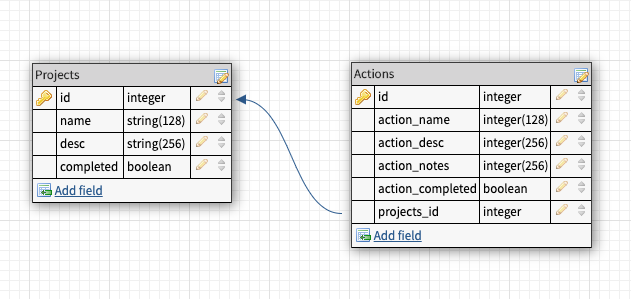 Projects
id integer
name string(128)
desc string(256)
completed boolean
Add field
Actions
id integer
action_name integer(128)
action_desc integer(256)
action_notes integer(256)
action_completed boolean
projects_id integer
Add field